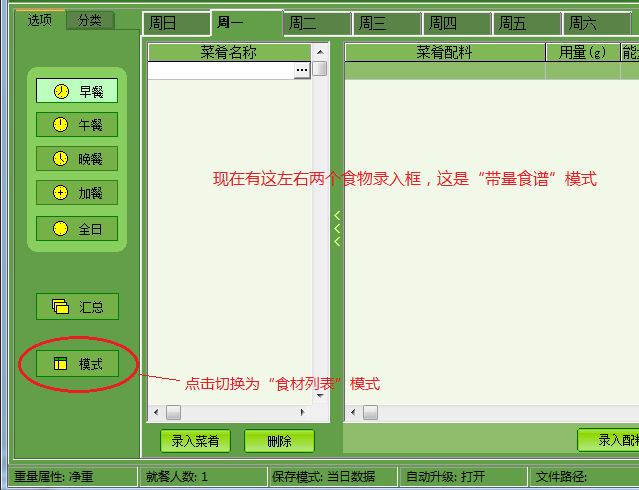 选项 分类
周日 周一 周二 周三 周四 周五 周六
菜肴名称 菜肴配料 用量(g)
早餐
午餐
晚餐
加餐
全日
汇总
模式
现在有这左右两个食物录入框，这是“带量食谱”模式
点击切换为“食材列表”模式
录入菜肴 删除 录入配
重量属性: 净重 就餐人数: 1 保存模式: 当日数据 自动升级: 打开 文件路径: